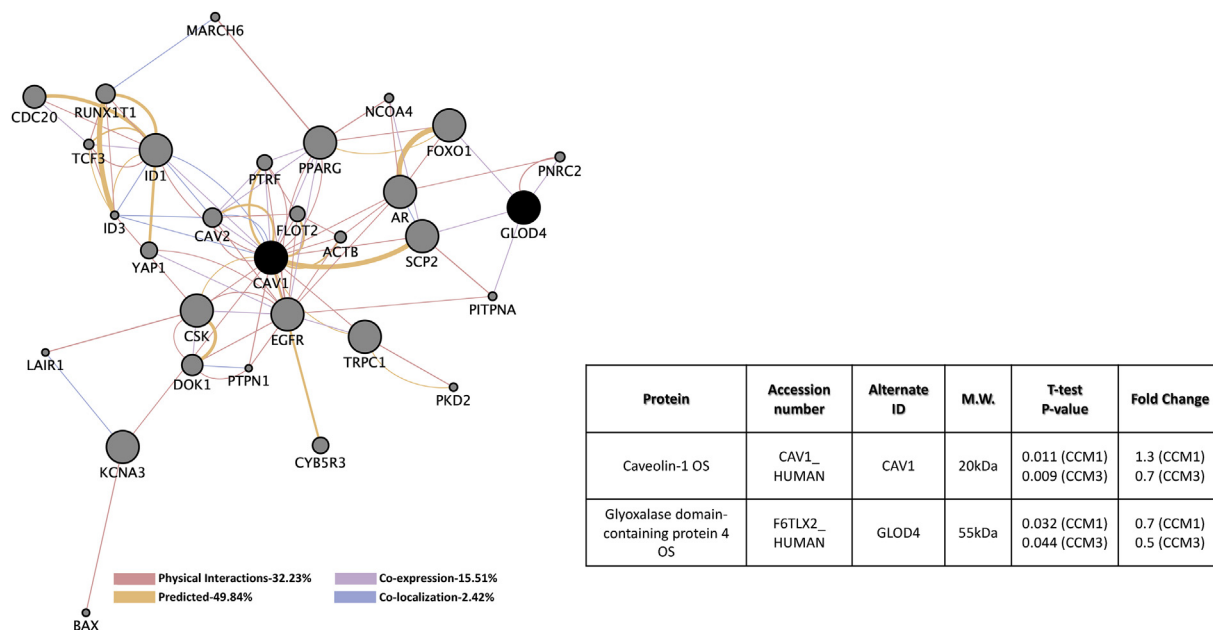 MARCH6
CDC20
RUNX1T1
NCOA4
TCF3
ID1
PPARG
FOXO1
PTRF
PNRC2
AR
GLOD4
ID3
CAV2
FLOT2
YAP1
ACTB
SCP2
CAV1
PITPNA
CSK
EGFR
TRPC1
LAIR1
DOK1
PTPN1
PKD2
KCNA3
CYB5R3
BAX
Physical Interactions-32.23%
Co-expression-15.51%
Predicted-49.84%
Co-localization-2.42%
Protein
Accession
number
Alternate
ID
M.W.
T-test
P-value
Fold Change
Caveolin-1 OS
CAV1_
HUMAN
CAV1
20kDa
0.011 (CCM1)
0.009 (CCM3)
1.3 (CCM1)
0.7 (CCM3)
Glyoxalase domain-
containing protein 4
OS
F6TLX2_
HUMAN
GLOD4
55kDa
0.032 (CCM1)
0.044 (CCM3)
0.7 (CCM1)
0.5 (CCM3)